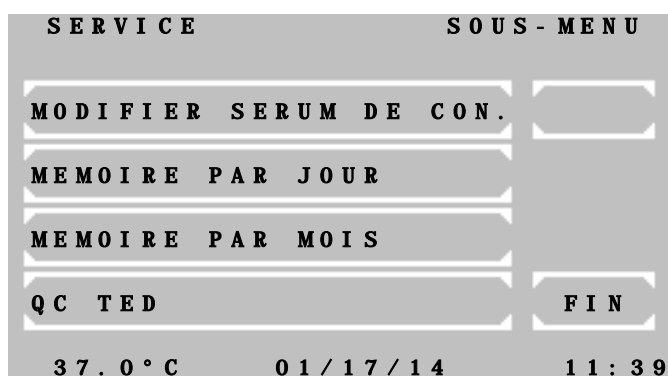 SERVICE SOUS-MENU
MODIFIER SERUM DE CON.
MEMOIRE PAR JOUR
MEMOIRE PAR MOIS
QC TED FIN
37.0°C 01/17/14 11:39